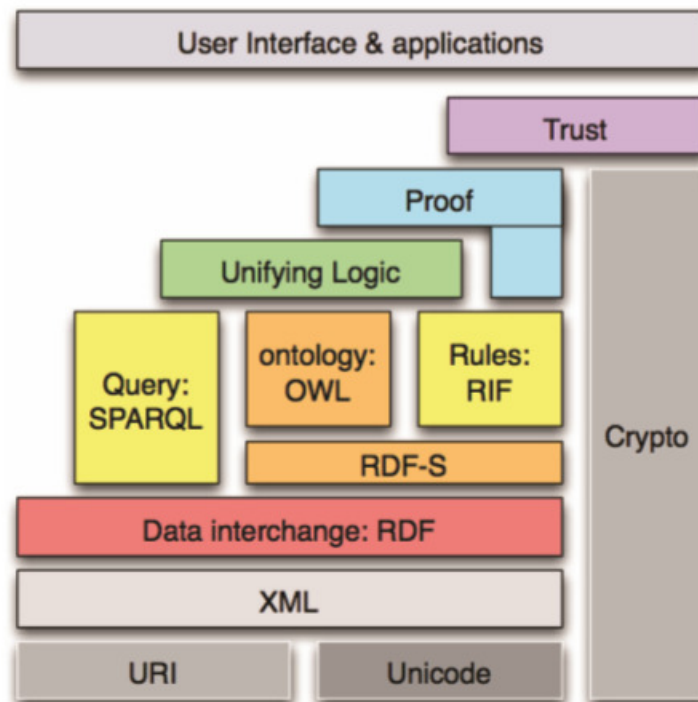 User Interface & applications
Trust
Proof
Unifying Logic
Query:
SPARQL
ontology:
OWL
Rules:
RIF
Crypto
RDF-S
Data interchange: RDF
XML
URI
Unicode